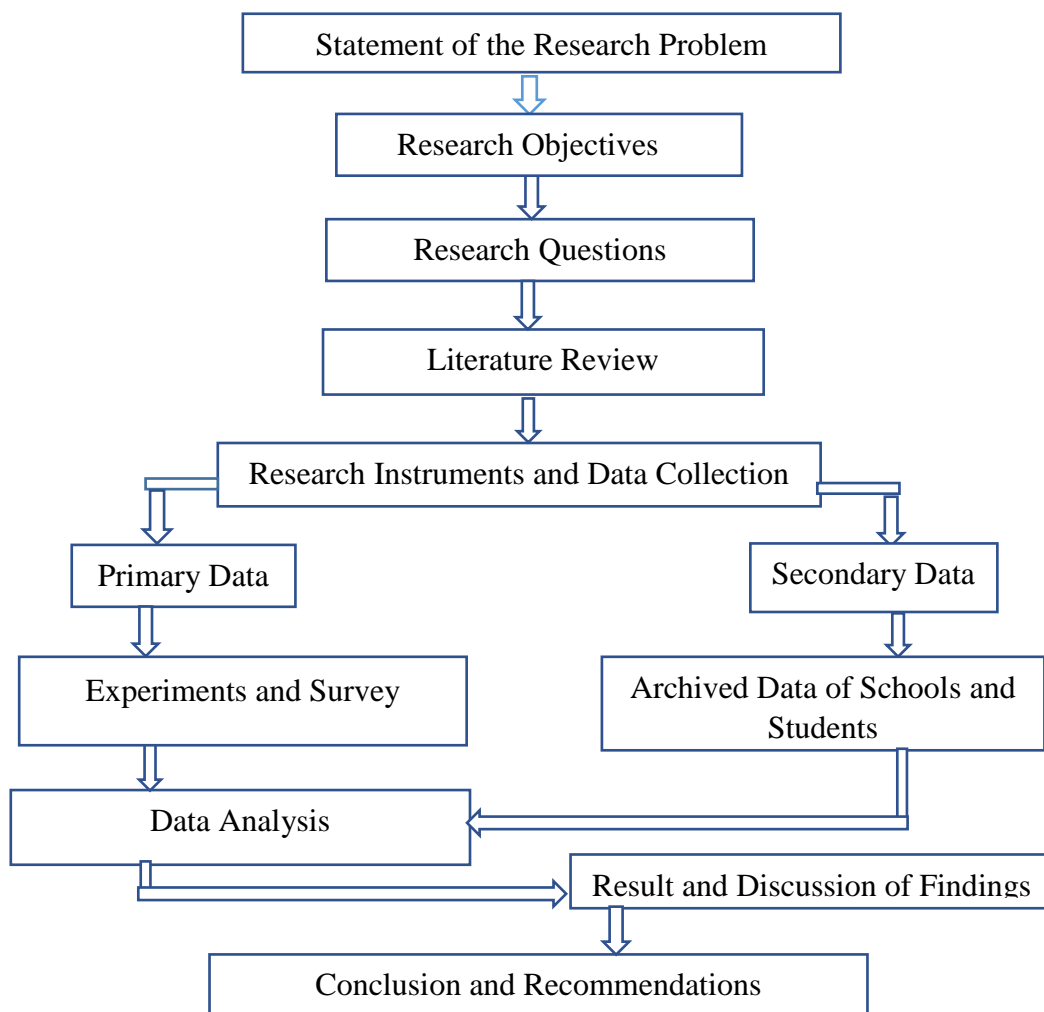 Statement of the Research Problem
Research Objectives
Research Questions
Literature Review
Research Instruments and Data Collection
Primary Data
Secondary Data
Experiments and Survey
Archived Data of Schools and
Students
Data Analysis
Result and Discussion of Findings
Conclusion and Recommendations